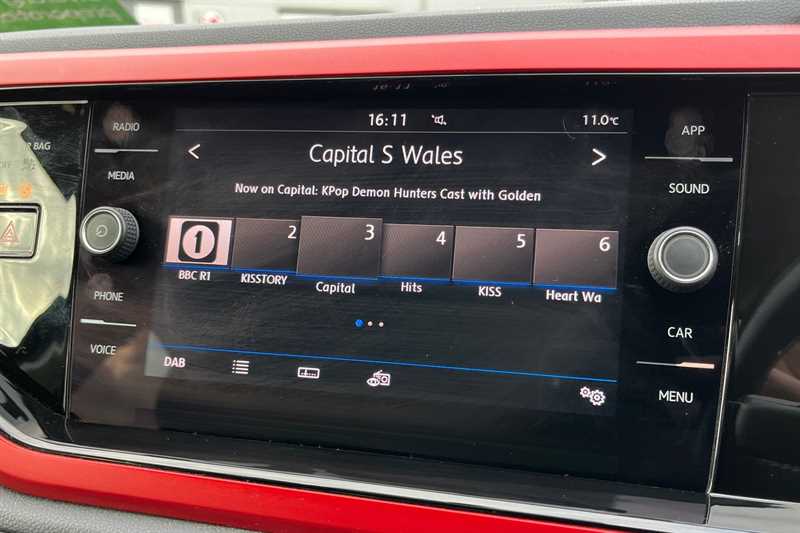 16:11
11.0°C
RADIO
MEDIA
PHONE
VOICE
Capital S Wales
Now on Capital: KPop Demon Hunters Cast with Golden
1
2
3
4
5
6
BBC R1
KISSTORY
Capital
Hits
KISS
Heart Wa
DAB
APP
SOUND
CAR
MENU